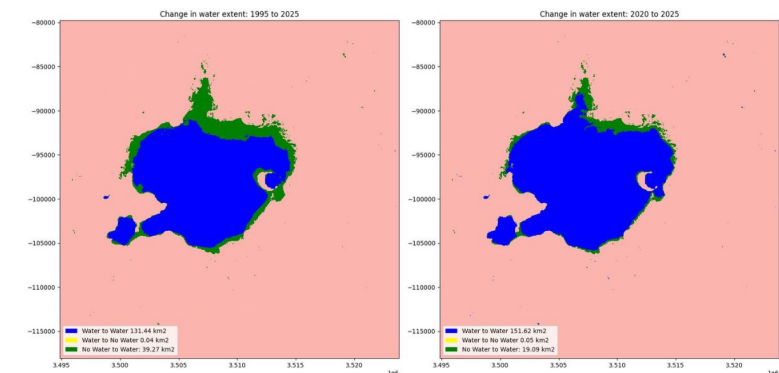 Change in water extent: 1995 to 2025
−80000
−85000
−90000
−95000
−100000
−105000
−110000
−115000
Water to Water 131.44 km2
Water to No Water 0.04 km2
No Water to Water: 39.27 km2
3.495
3.500
3.505
3.510
3.515
3.520
1e6
Change in water extent: 2020 to 2025
−80000
−85000
−90000
−95000
−100000
−105000
−110000
−115000
Water to Water 151.62 km2
Water to No Water 0.05 km2
No Water to Water: 19.09 km2
3.495
3.500
3.505
3.510
3.515
3.520
1e6